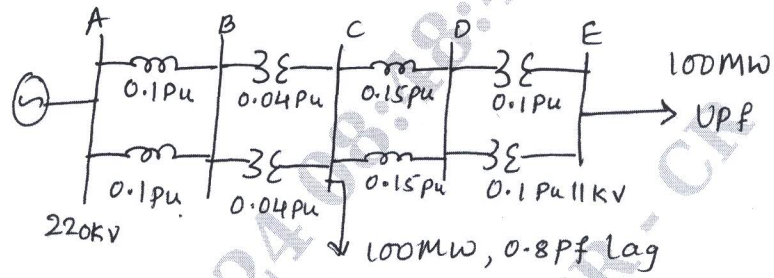 A B C D E
0.1pu 0.04pu 0.15pu 0.1pu 100MW
Upf
0.1pu 0.04pu 0.15pu 0.1pu 11kV
220kV
100MW, 0.8pf lag